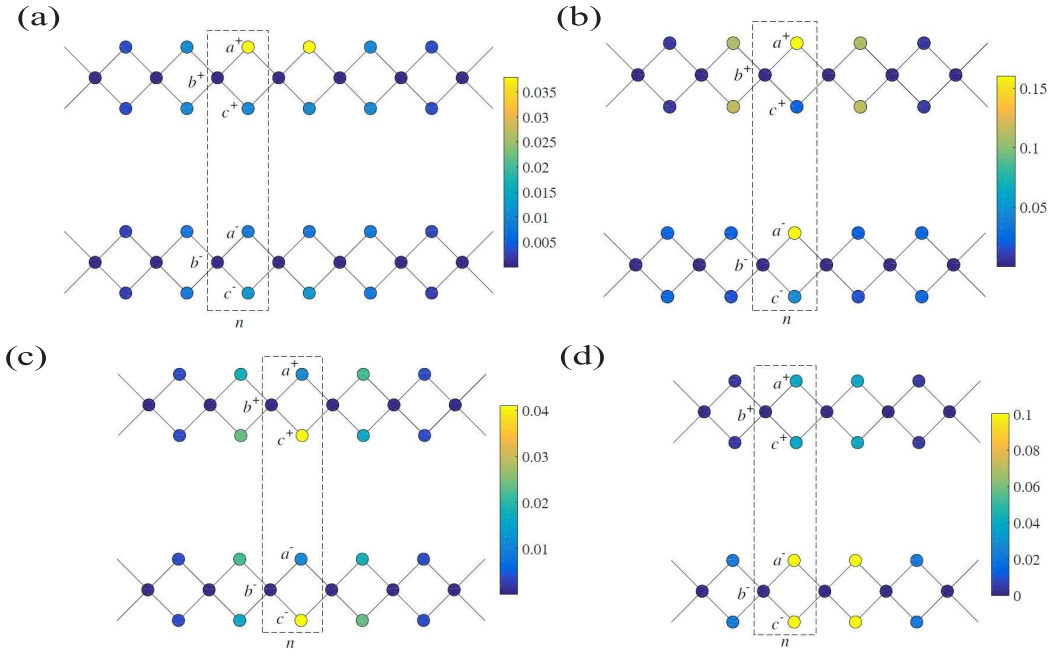 (a)
a+
b+
c+
a-
b-
c-
n
0.035
0.03
0.025
0.02
0.015
0.01
0.005
(b)
a+
b+
c+
a-
b-
c-
n
0.15
0.1
0.05
(c)
a+
b+
c+
a-
b-
c-
n
0.04
0.03
0.02
0.01
(d)
a+
b+
c+
a-
b-
c-
n
0.1
0.08
0.06
0.04
0.02
0